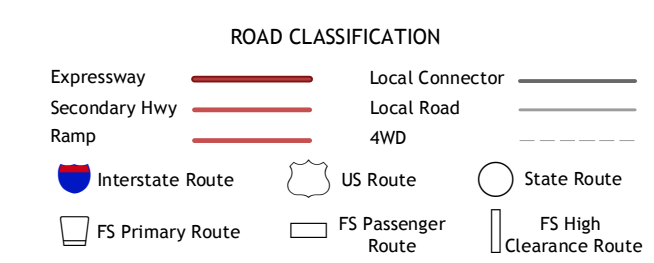 ROAD CLASSIFICATION
Expressway
Local Connector
Secondary Hwy
Local Road
Ramp
4WD
Interstate Route
US Route
State Route
FS Primary Route
FS Passenger
Route
FS High
Clearance Route